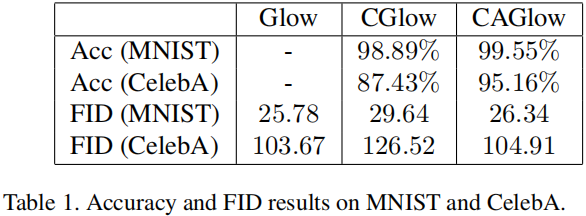 Glow CGlow CAGlow
Acc (MNIST) - 98.89% 99.55%
Acc (CelebA) - 87.43% 95.16%
FID (MNIST) 25.78 29.64 26.34
FID (CelebA) 103.67 126.52 104.91
Table 1. Accuracy and FID results on MNIST and CelebA.